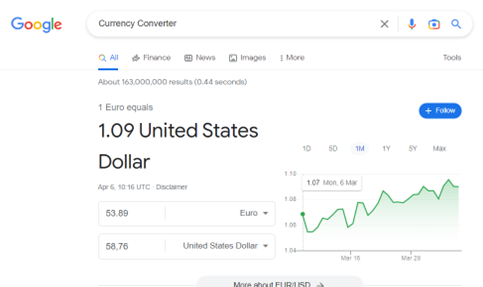 Google
Currency Converter
All Finance News Images More Tools
About 163,000,000 results (0.44 seconds)
1 Euro equals
Follow
1.09 United States
Dollar
Apr 6, 10:16 UTC · Disclaimer
1D 5D 1M 1Y 5Y Max
1.10
1.07 Mon, 6 Mar
1.08
1.06
1.04
Mar 16 Mar 28
53.89 Euro
58,76 United States Dollar
More about EUR/USD →